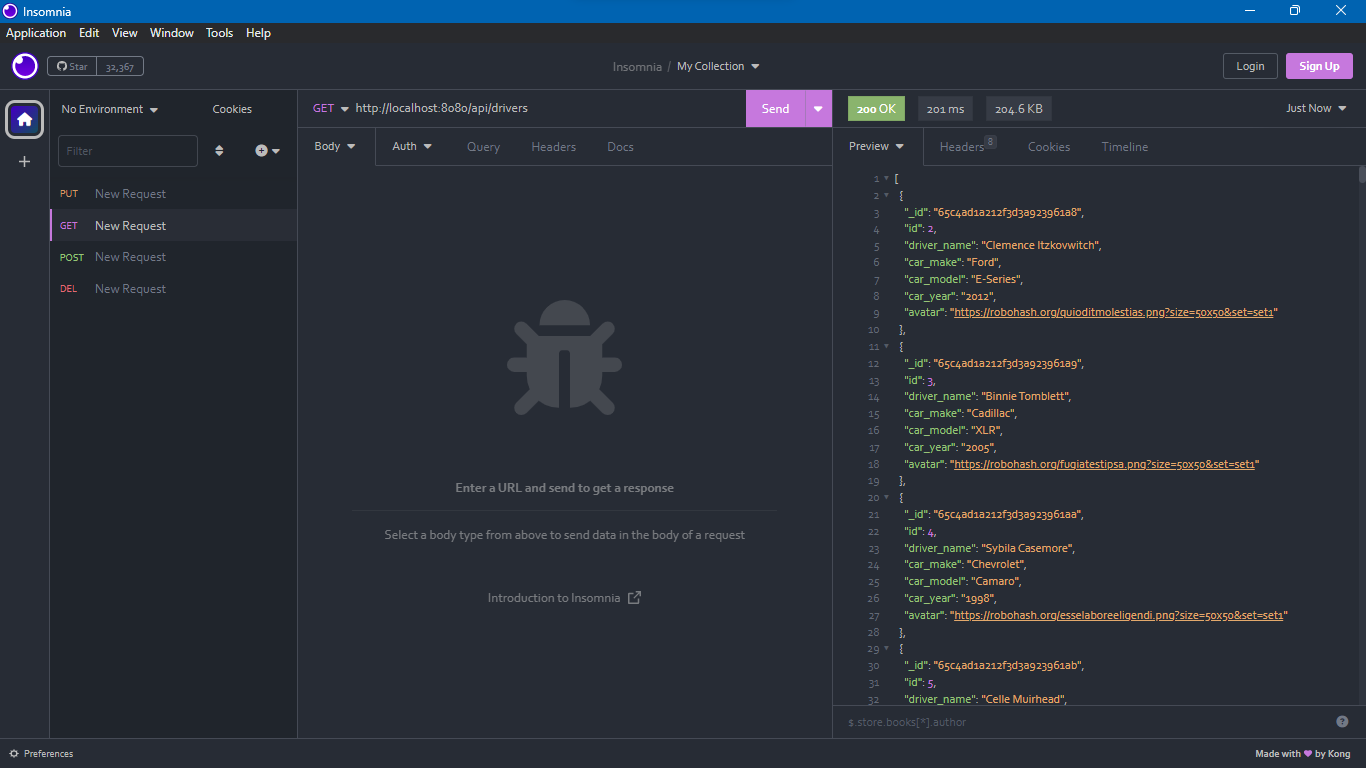 Insomnia
Application Edit View Window Tools Help
Star 32,367
Insomnia / My Collection
Login Sign Up
No Environment Cookies
Filter
PUT New Request
GET New Request
POST New Request
DEL New Request
GET http://localhost:8080/api/drivers Send
Body Auth Query Headers Docs
Enter a URL and send to get a response
Select a body type from above to send data in the body of a request
Introduction to Insomnia
200 OK 201 ms 204.6 KB Just Now
Preview Headers 8 Cookies Timeline
1 [
2 {
3 "_id": "65c4ad1a212f3d3a923961a8",
4 "id": 2,
5 "driver_name": "Clemence Itzkovwitch",
6 "car_make": "Ford",
7 "car_model": "E-Series",
8 "car_year": "2012",
9 "avatar": "https://robohash.org/quioditmolestias.png?size=50x50&set=set1"
10 },
11 {
12 "_id": "65c4ad1a212f3d3a923961a9",
13 "id": 3,
14 "driver_name": "Binnie Tomblett",
15 "car_make": "Cadillac",
16 "car_model": "XLR",
17 "car_year": "2005",
18 "avatar": "https://robohash.org/fugiatestipsa.png?size=50x50&set=set1"
19 },
20 {
21 "_id": "65c4ad1a212f3d3a923961aa",
22 "id": 4,
23 "driver_name": "Sybila Casemore",
24 "car_make": "Chevrolet",
25 "car_model": "Camaro",
26 "car_year": "1998",
27 "avatar": "https://robohash.org/esselaboreeligendi.png?size=50x50&set=set1"
28 },
29 {
30 "_id": "65c4ad1a212f3d3a923961ab",
31 "id": 5,
32 "driver_name": "Celle Muirhead",
$.store.books[*].author ?
Preferences
Made with ♥ by Kong